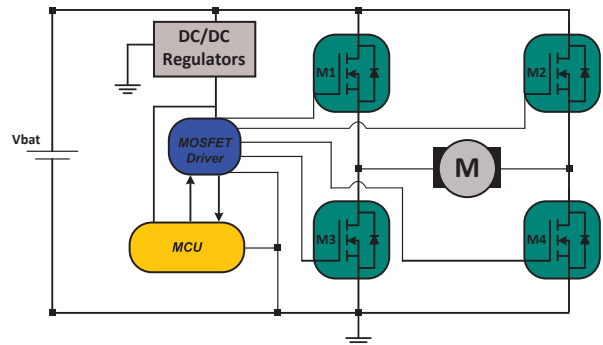 DC/DC
Regulators
M1
M2
Vbat
MOSFET
Driver
M
M3
M4
MCU